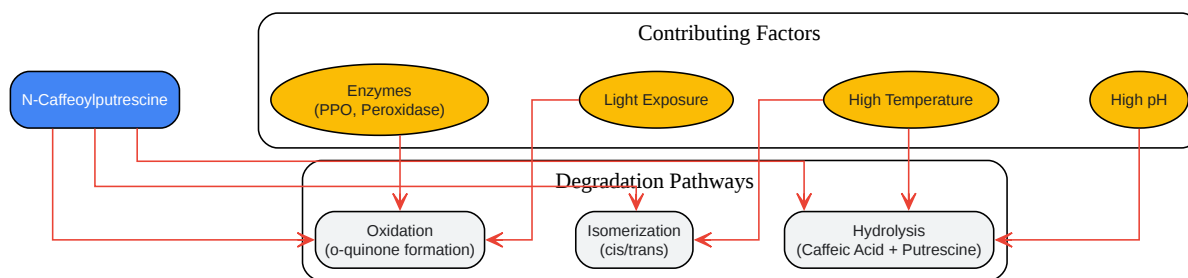 Contributing Factors
N-Caffeoylputrescine
Enzymes
(PPO, Peroxidase)
Light Exposure
High Temperature
High pH
Degradation Pathways
Oxidation
(o-quinone formation)
Isomerization
(cis/trans)
Hydrolysis
(Caffeic Acid + Putrescine)